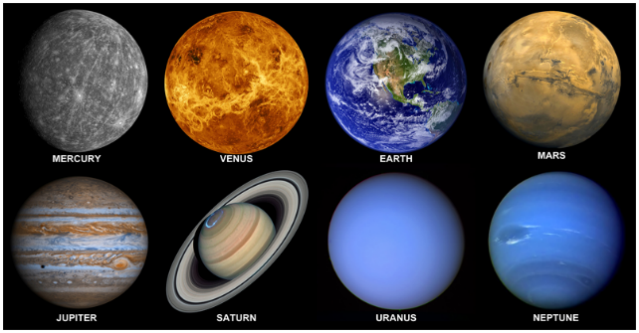 MERCURY
VENUS
EARTH
MARS
JUPITER
SATURN
URANUS
NEPTUNE